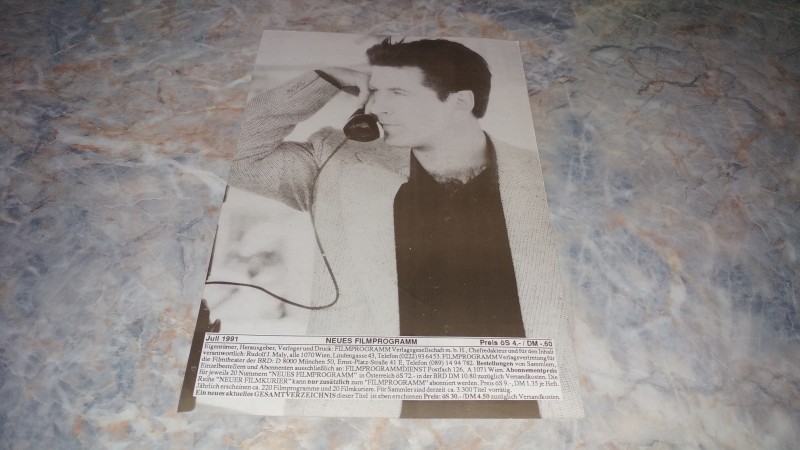 Juli 1991 NEUES FILMPROGRAMM Preis öS 4,- / DM -.50
Eigentümer, Herausgeber, Verleger und Druck: FILMPROGRAMM Verlagsgesellschaft m. b. H., Chefredakteur und für den Inhalt
verantwortlich: Rudolf J. Maly, alle 1070 Wien, Lindengasse 43, Telefon (0222) 93 64 53. FILMPROGRAMM Verlagsvertretung für
die Filmtheater der BRD: D 8000 München 50, Ernst-Platz-Straße 41 E, Telefon (089) 14 94 782. Bestellungen von Sammlern,
Einzelbestellern und Abonnenten ausschließlich an: FILMPROGRAMMDIENST Postfach 126, A 1071 Wien. Abonnementpreis
für jeweils 20 Nummern "NEUES FILMPROGRAMM" in Österreich öS 72.- in der BRD DM 10.80 zuzüglich Versandkosten. Die
Reihe "NEUER FILMKURIER" kann nur zusätzlich zum "FILMPROGRAMM" abonniert werden. Preis öS 9.-, DM 1.35 je Heft.
Jährlich erscheinen ca. 220 Filmprogramme und 20 Filmkuriere. Für Sammler sind derzeit ca. 3.300 Titel vorrätig.
Ein neues aktuelles GESAMTVERZEICHNIS dieser Titel ist eben erschienen Preis: öS 30.- / DM 4.50 zuzüglich Versandkosten.